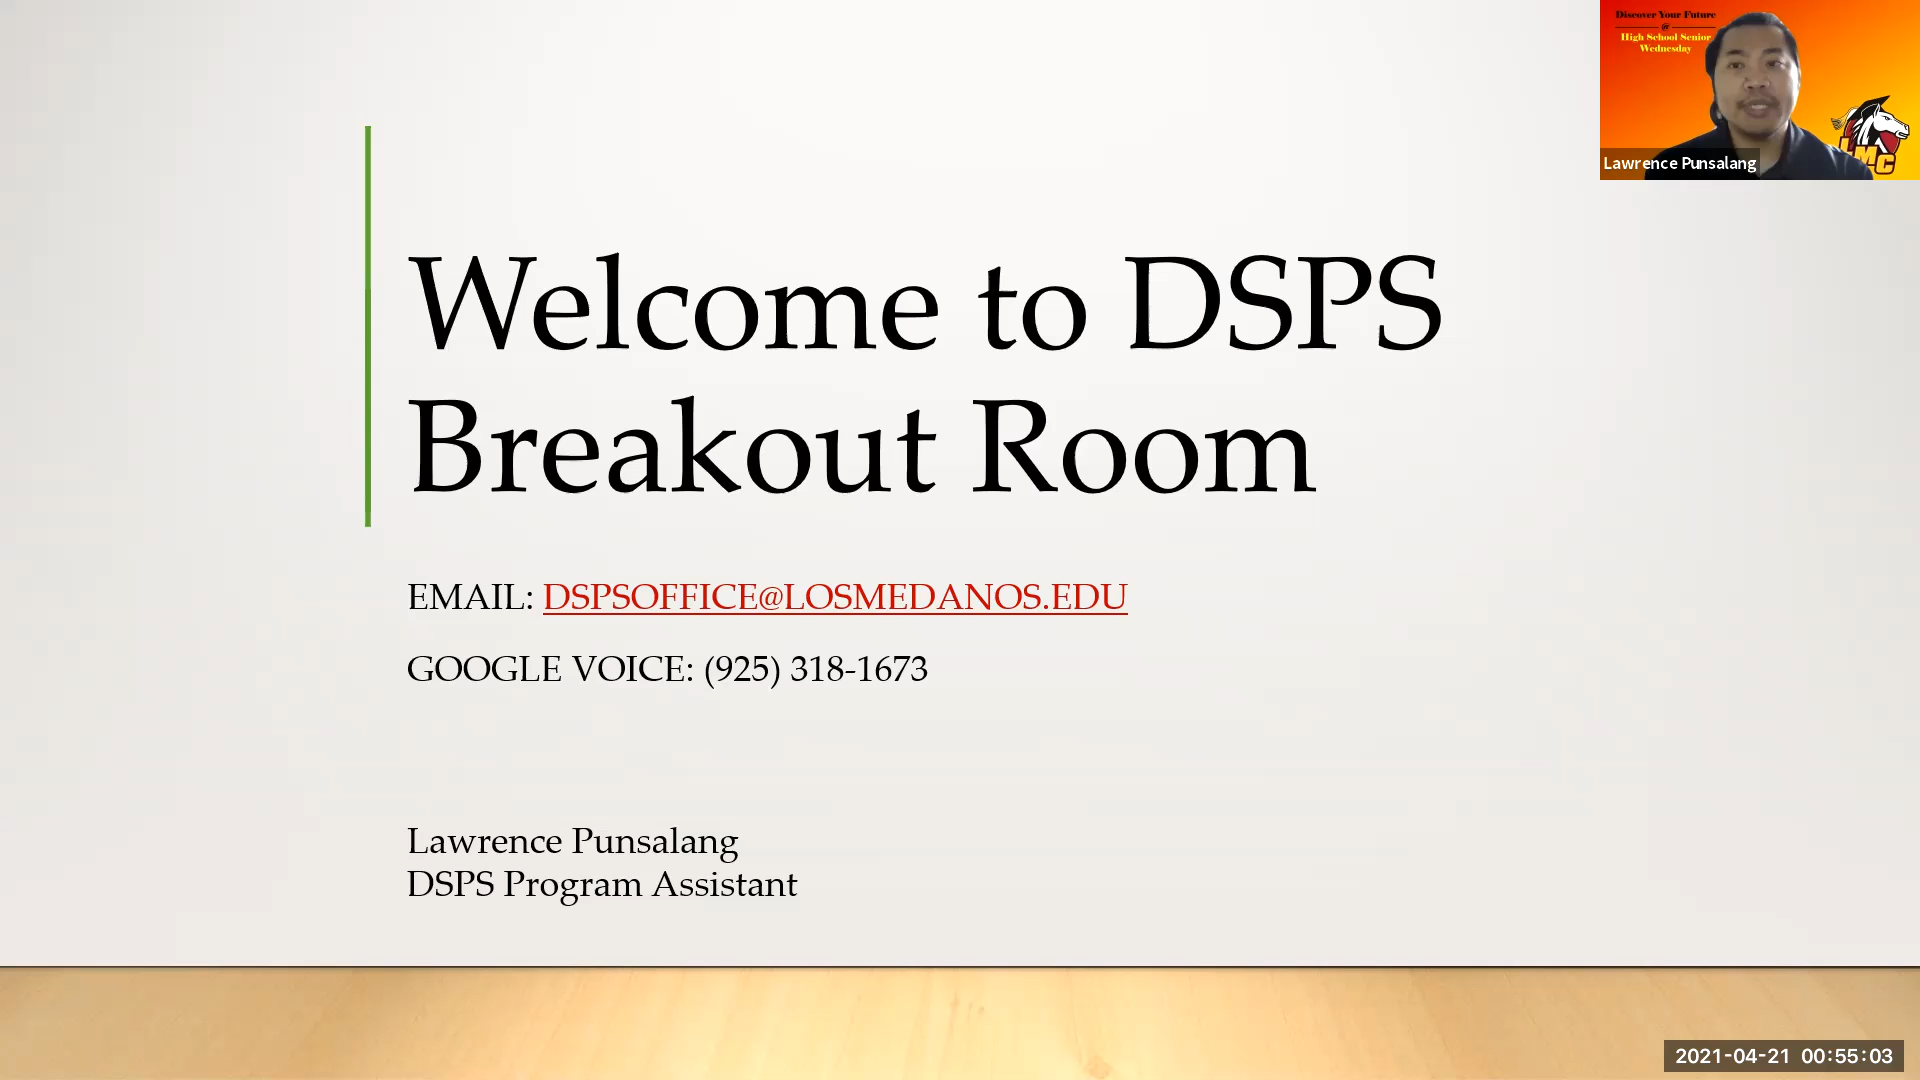 Discover Your Future
@
High School Senior
Wednesday
LMC
Lawrence Punsalang
Welcome to DSPS
Breakout Room
EMAIL: DSPSOFFICE@LOSMEDANOS.EDU
GOOGLE VOICE: (925) 318-1673
Lawrence Punsalang
DSPS Program Assistant
2021-04-21 00:55:03